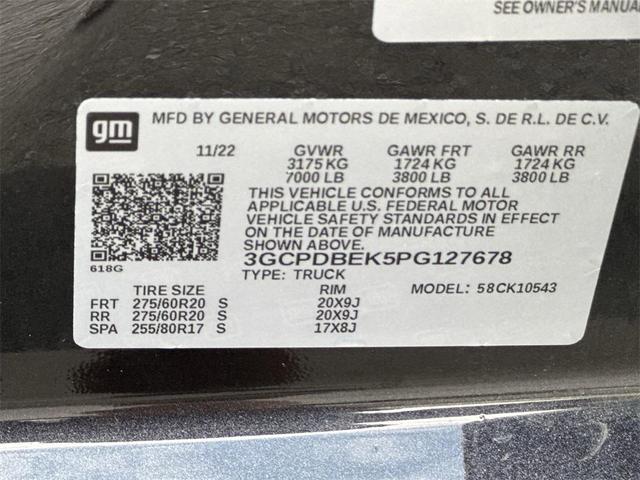 SEE OWNER'S MANUAL
gm
MFD BY GENERAL MOTORS DE MEXICO, S. DE R.L. DE C.V.
11/22 GVWR GAWR FRT GAWR RR
3175 KG 1724 KG 1724 KG
7000 LB 3800 LB 3800 LB
THIS VEHICLE CONFORMS TO ALL
APPLICABLE U.S. FEDERAL MOTOR
VEHICLE SAFETY STANDARDS IN EFFECT
ON THE DATE OF MANUFACTURE
SHOWN ABOVE.
3GCPDBEK5PG127678
618G
TYPE: TRUCK
TIRE SIZE RIM MODEL: 58CK10543
FRT 275/60R20 S 20X9J
RR 275/60R20 S 20X9J
SPA 255/80R17 S 17X8J